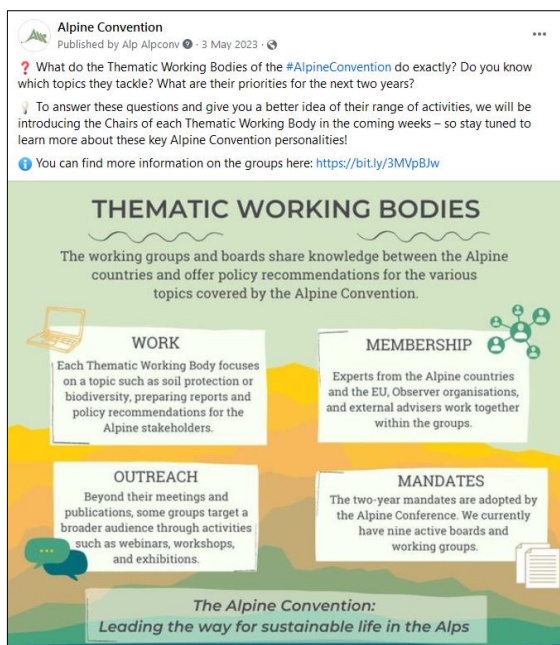 Alpine Convention
Published by Alp Alpconv · 3 May 2023 ·
❓ What do the Thematic Working Bodies of the #AlpineConvention do exactly? Do you know
which topics they tackle? What are their priorities for the next two years?
💡 To answer these questions and give you a better idea of their range of activities, we will be
introducing the Chairs of each Thematic Working Body in the coming weeks – so stay tuned to
learn more about these key Alpine Convention personalities!
ℹ️ You can find more information on the groups here: https://bit.ly/3MVpBJw
THEMATIC WORKING BODIES
The working groups and boards share knowledge between the Alpine
countries and offer policy recommendations for the various
topics covered by the Alpine Convention.
WORK
Each Thematic Working Body focuses
on a topic such as soil protection or
biodiversity, preparing reports and
policy recommendations for the
Alpine stakeholders.
MEMBERSHIP
Experts from the Alpine countries
and the EU, Observer organisations,
and external advisers work together
within the groups.
OUTREACH
Beyond their meetings and
publications, some groups target a
broader audience through activities
such as webinars, workshops,
and exhibitions.
MANDATES
The two-year mandates are adopted by
the Alpine Conference. We currently
have nine active boards and
working groups.
The Alpine Convention:
Leading the way for sustainable life in the Alps